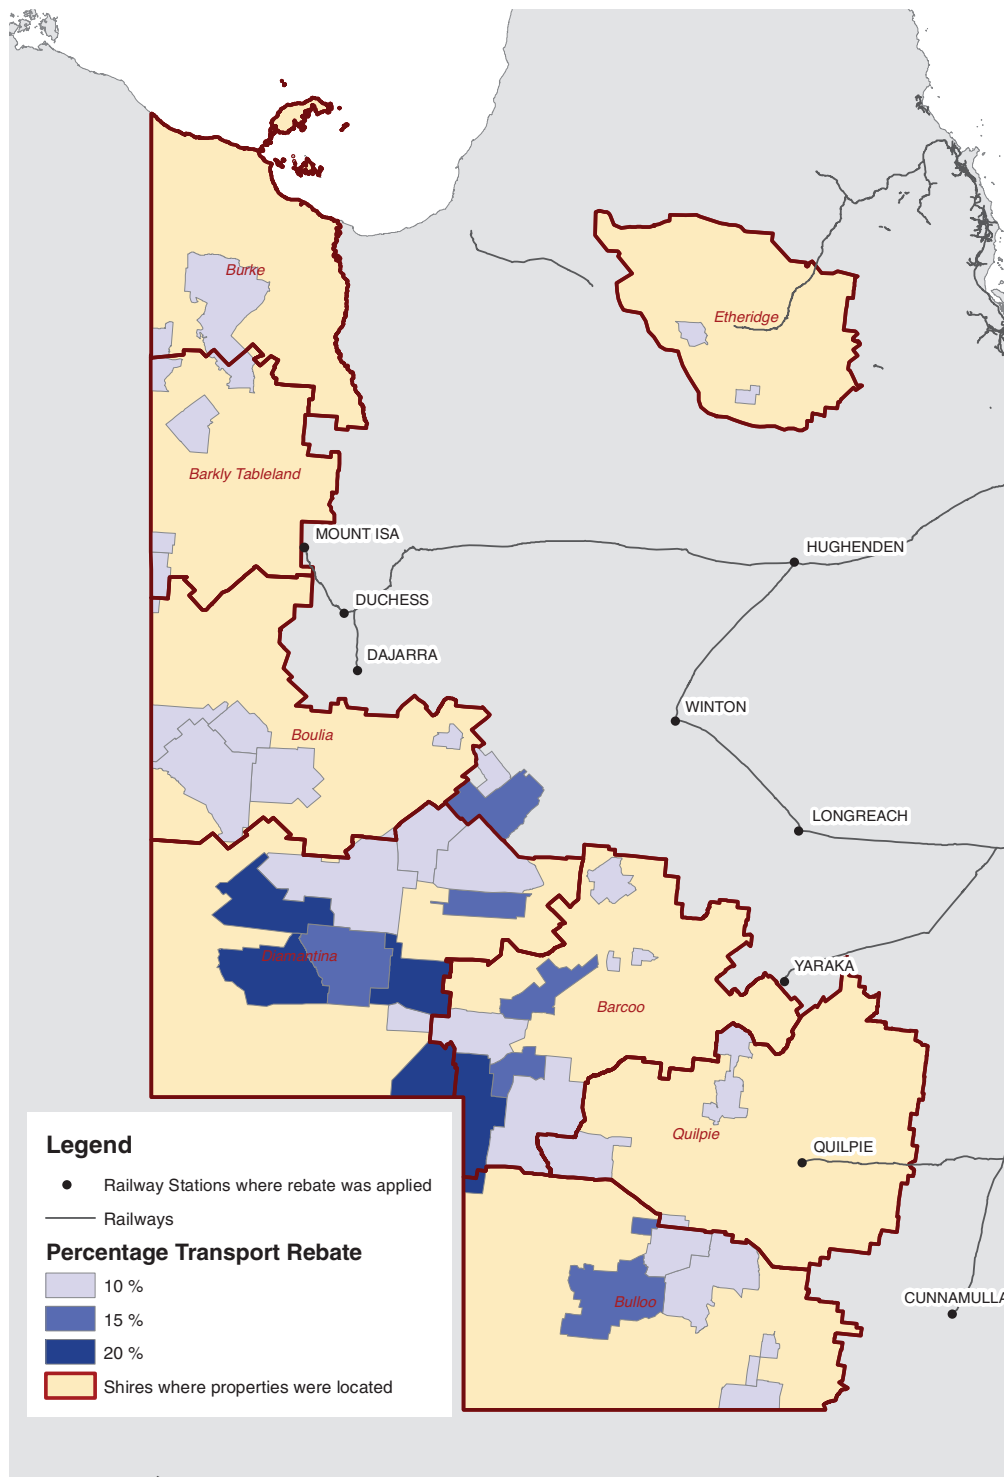 Burke
Etheridge
Barkly Tableland
MOUNT ISA
HUGHENDEN
DUCHESS
DAJARRA
WINTON
Boulia
LONGREACH
Diamantina
YARAKA
Barcoo
Quilpie
QUILPIE
Legend
Railway Stations where rebate was applied
Railways
Percentage Transport Rebate
10 %
15 %
20 %
Shires where properties were located
Bulloo
CUNNAMULLA